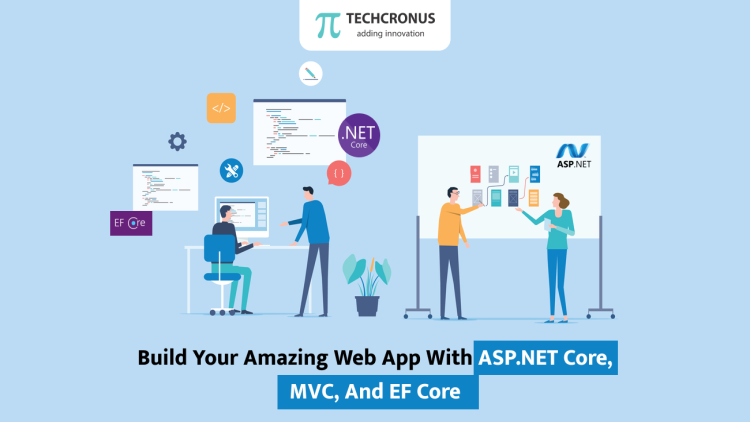 TECHCRONUS
adding innovation
</>
.NET
Core
{ }
ASP.NET
EF Core
Build Your Amazing Web App With ASP.NET Core,
MVC, And EF Core